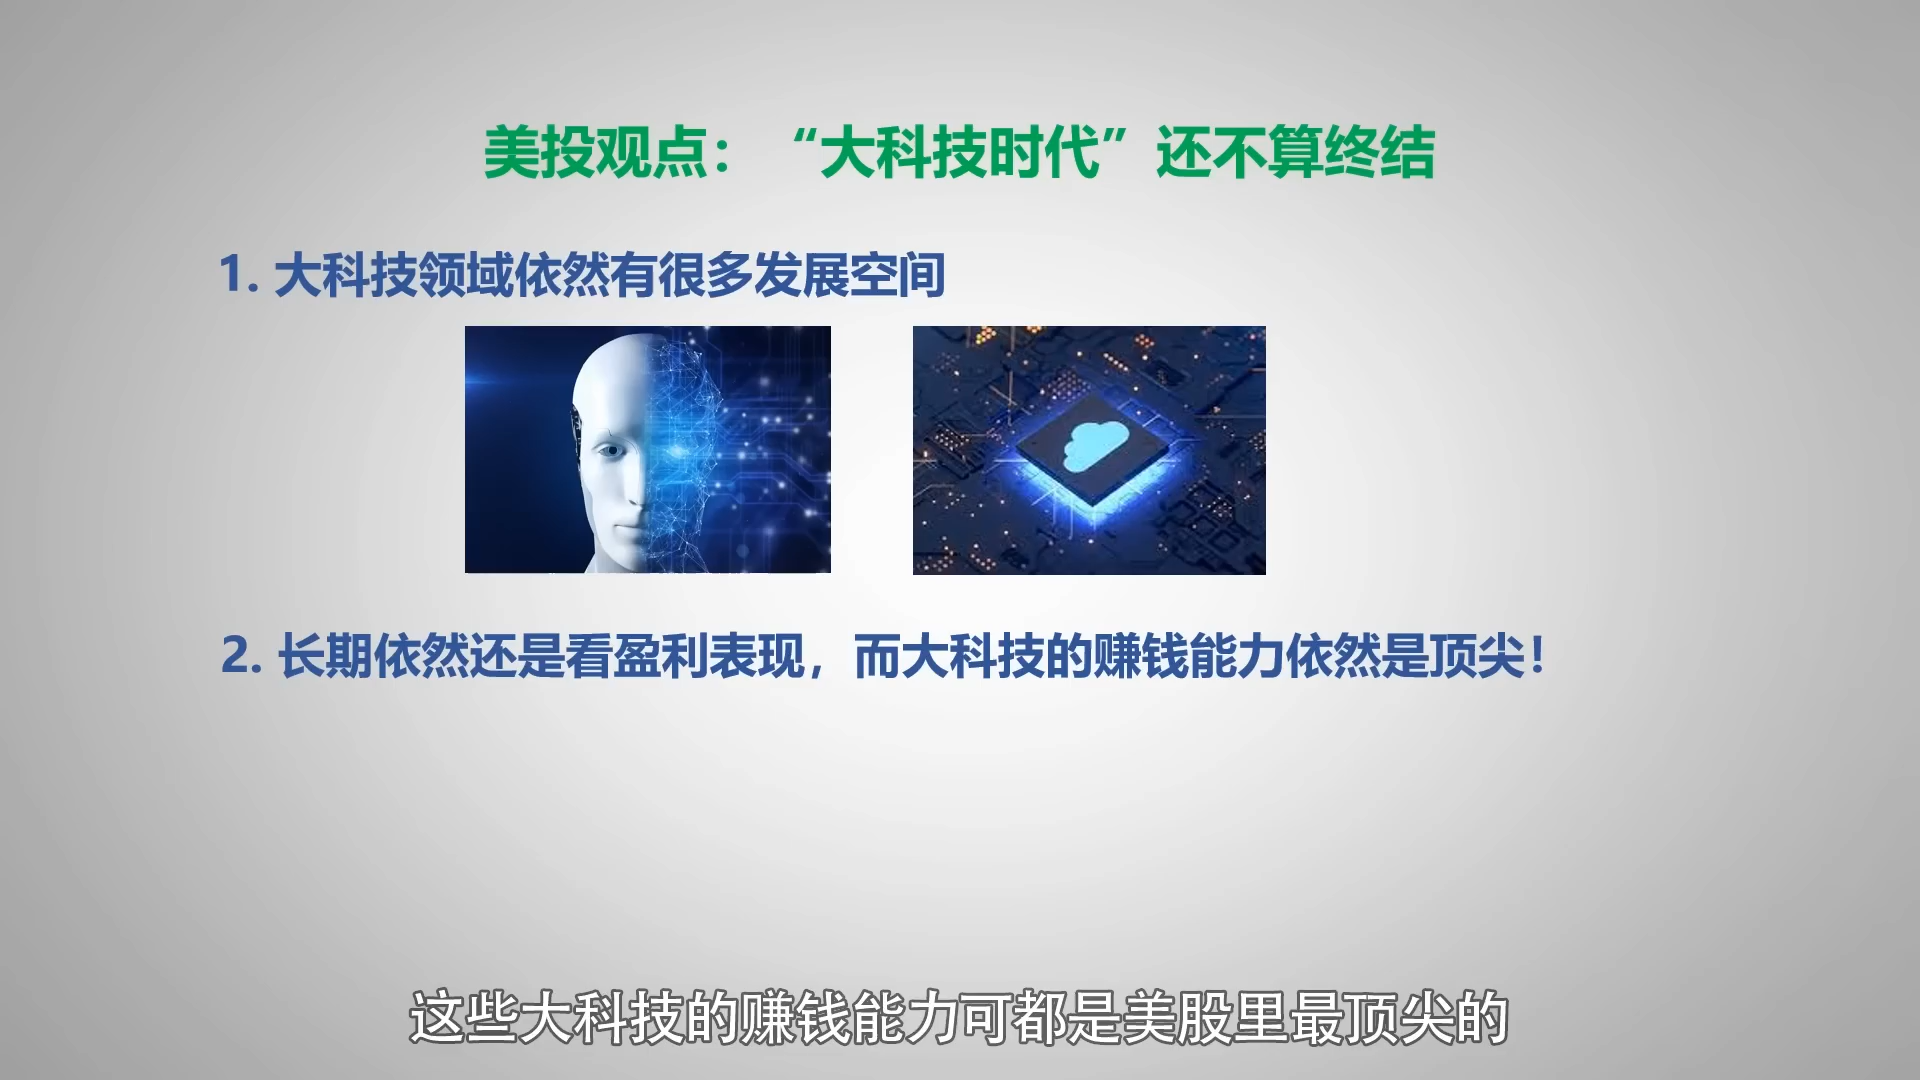 美投观点：“大科技时代”还不算终结
1. 大科技领域依然有很多发展空间
2. 长期依然还是看盈利表现，而大科技的赚钱能力依然是顶尖！
这些大科技的赚钱能力可都是美股里最顶尖的